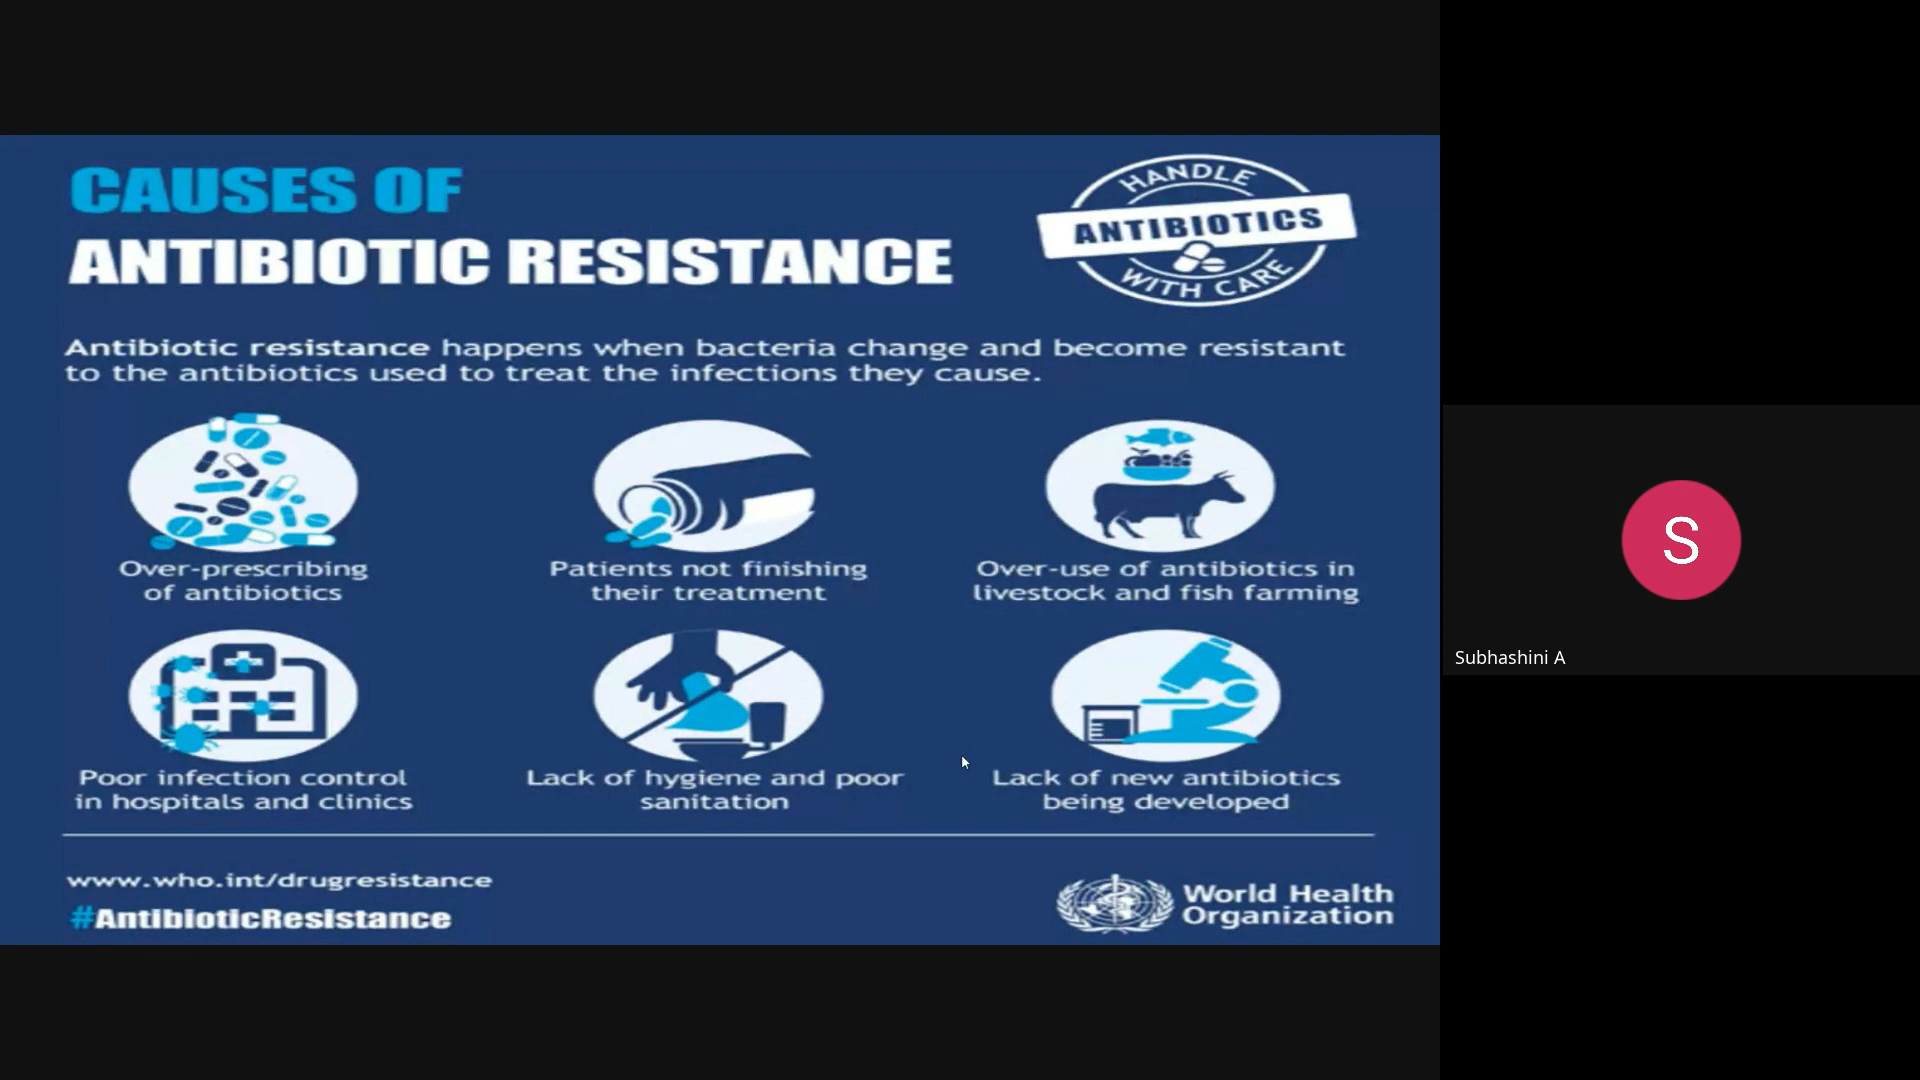 CAUSES OF
ANTIBIOTIC RESISTANCE
HANDLE
ANTIBIOTICS
WITH CARE
Antibiotic resistance happens when bacteria change and become resistant
to the antibiotics used to treat the infections they cause.
Over-prescribing
of antibiotics
Patients not finishing
their treatment
Over-use of antibiotics in
livestock and fish farming
Poor infection control
in hospitals and clinics
Lack of hygiene and poor
sanitation
Lack of new antibiotics
being developed
www.who.int/drugresistance
#AntibioticResistance
World Health
Organization
S
Subhashini A